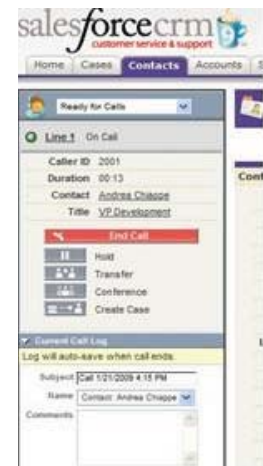 salesforcecrm
customer service & support
Home Cases Contacts Accounts S
Ready for Calls
Line 1 On Call
Caller ID 2001
Duration 00:13
Contact Andrea Chiappe
Title VP Development
End Call
Hold
Transfer
Conference
Create Case
Current Call Log
Log will auto-save when call ends.
Subject Call 1/21/2009 4:15 PM
Name Contact: Andrea Chiappe
Comments
Cont